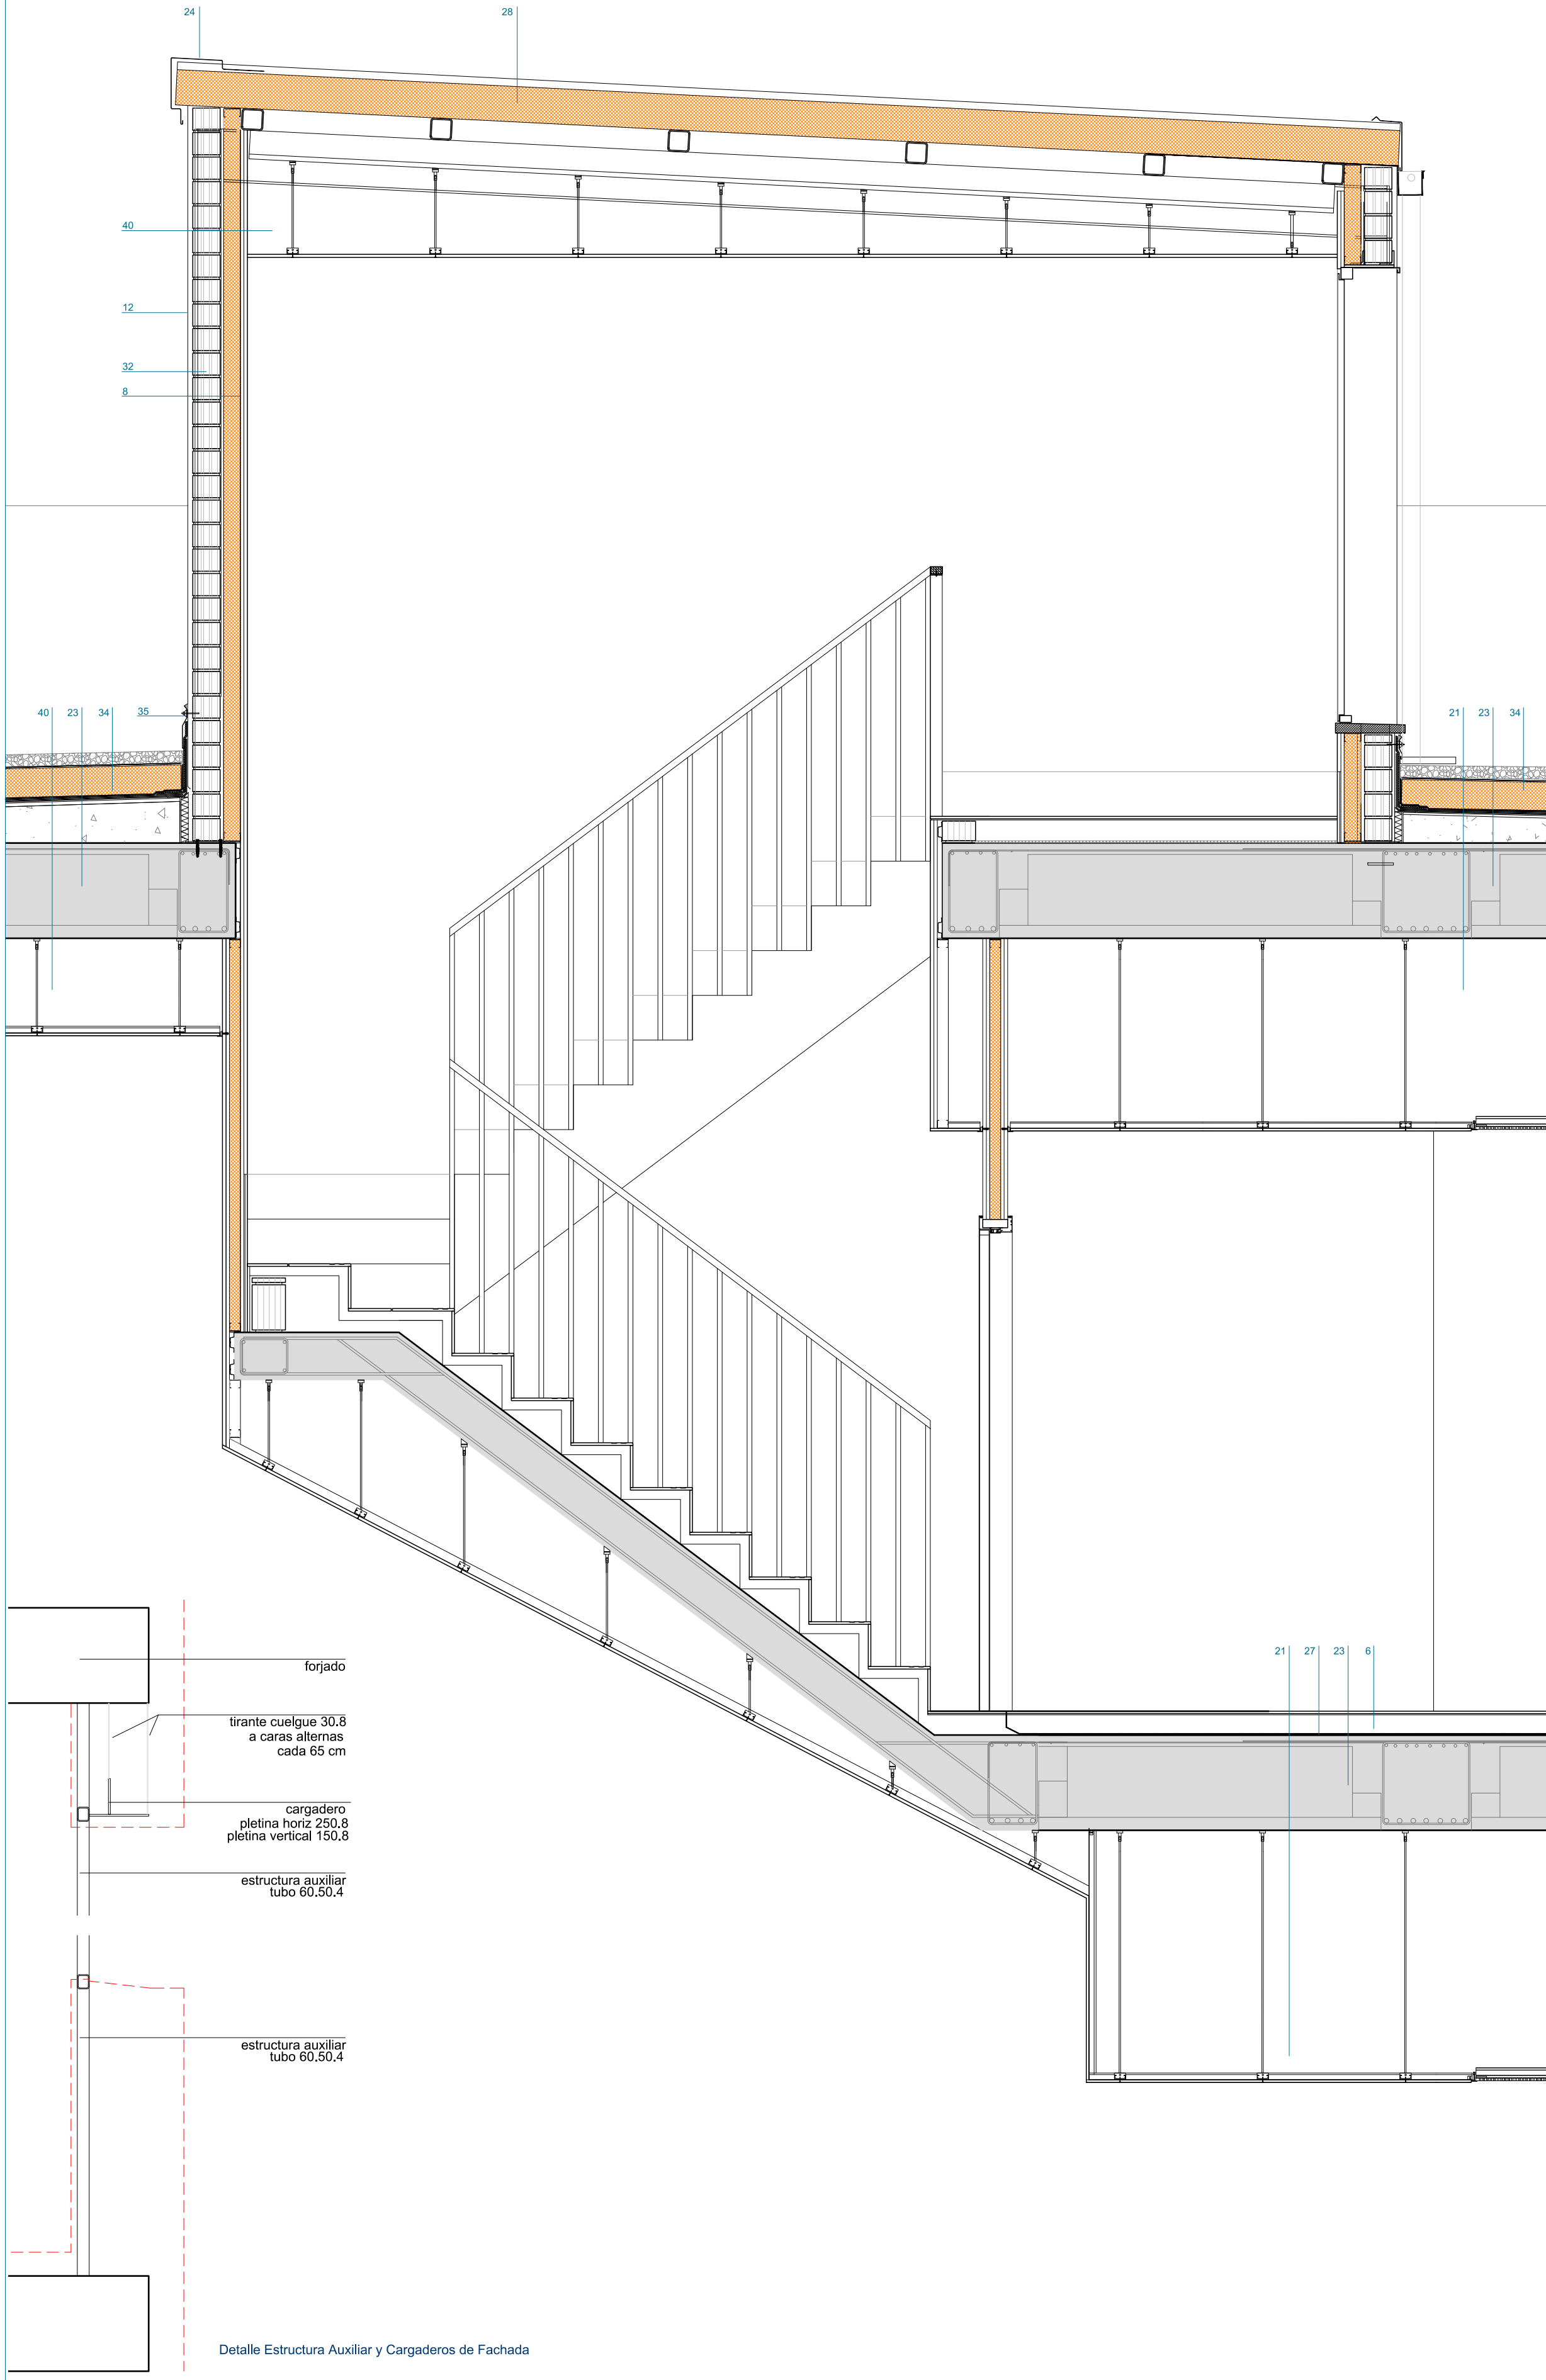 24
28
40
12
32
8
40 23 34 35
21 23 34
21 27 23 6
forjado
tirante cuelgue 30.8
a caras alternas
cada 65 cm
cargadero
pletina horiz 250.8
pletina vertical 150.8
estructura auxiliar
tubo 60.50.4
estructura auxiliar
tubo 60.50.4
Detalle Estructura Auxiliar y Cargaderos de Fachada